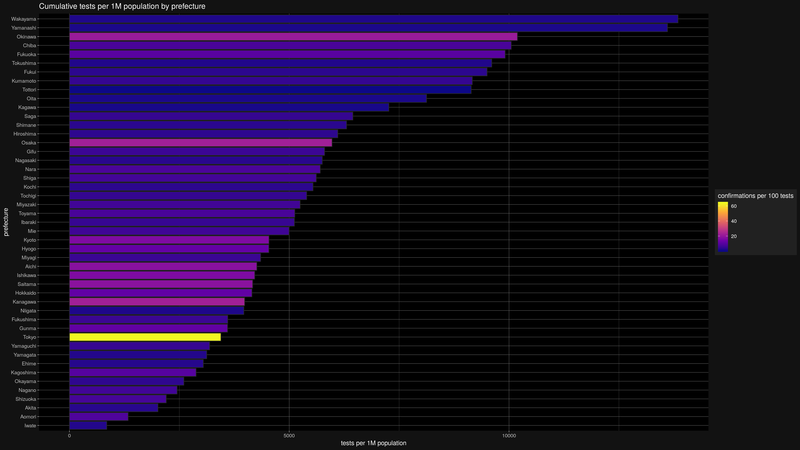 Cumulative tests per 1M population by prefecture
Wakayama
Yamanashi
Okinawa
Chiba
Fukuoka
Tokushima
Fukui
Kumamoto
Tottori
Oita
Kagawa
Saga
Shimane
Hiroshima
Osaka
Gifu
Nagasaki
Nara
Shiga
Kochi
Tochigi
Miyazaki
Toyama
Ibaraki
Mie
Kyoto
Hyogo
Miyagi
Aichi
Ishikawa
Saitama
Hokkaido
Kanagawa
Niigata
Fukushima
Gunma
Tokyo
Yamaguchi
Yamagata
Ehime
Kagoshima
Okayama
Nagano
Shizuoka
Akita
Aomori
Iwate
prefecture
0 5000 10000
tests per 1M population
confirmations per 100 tests
60
40
20